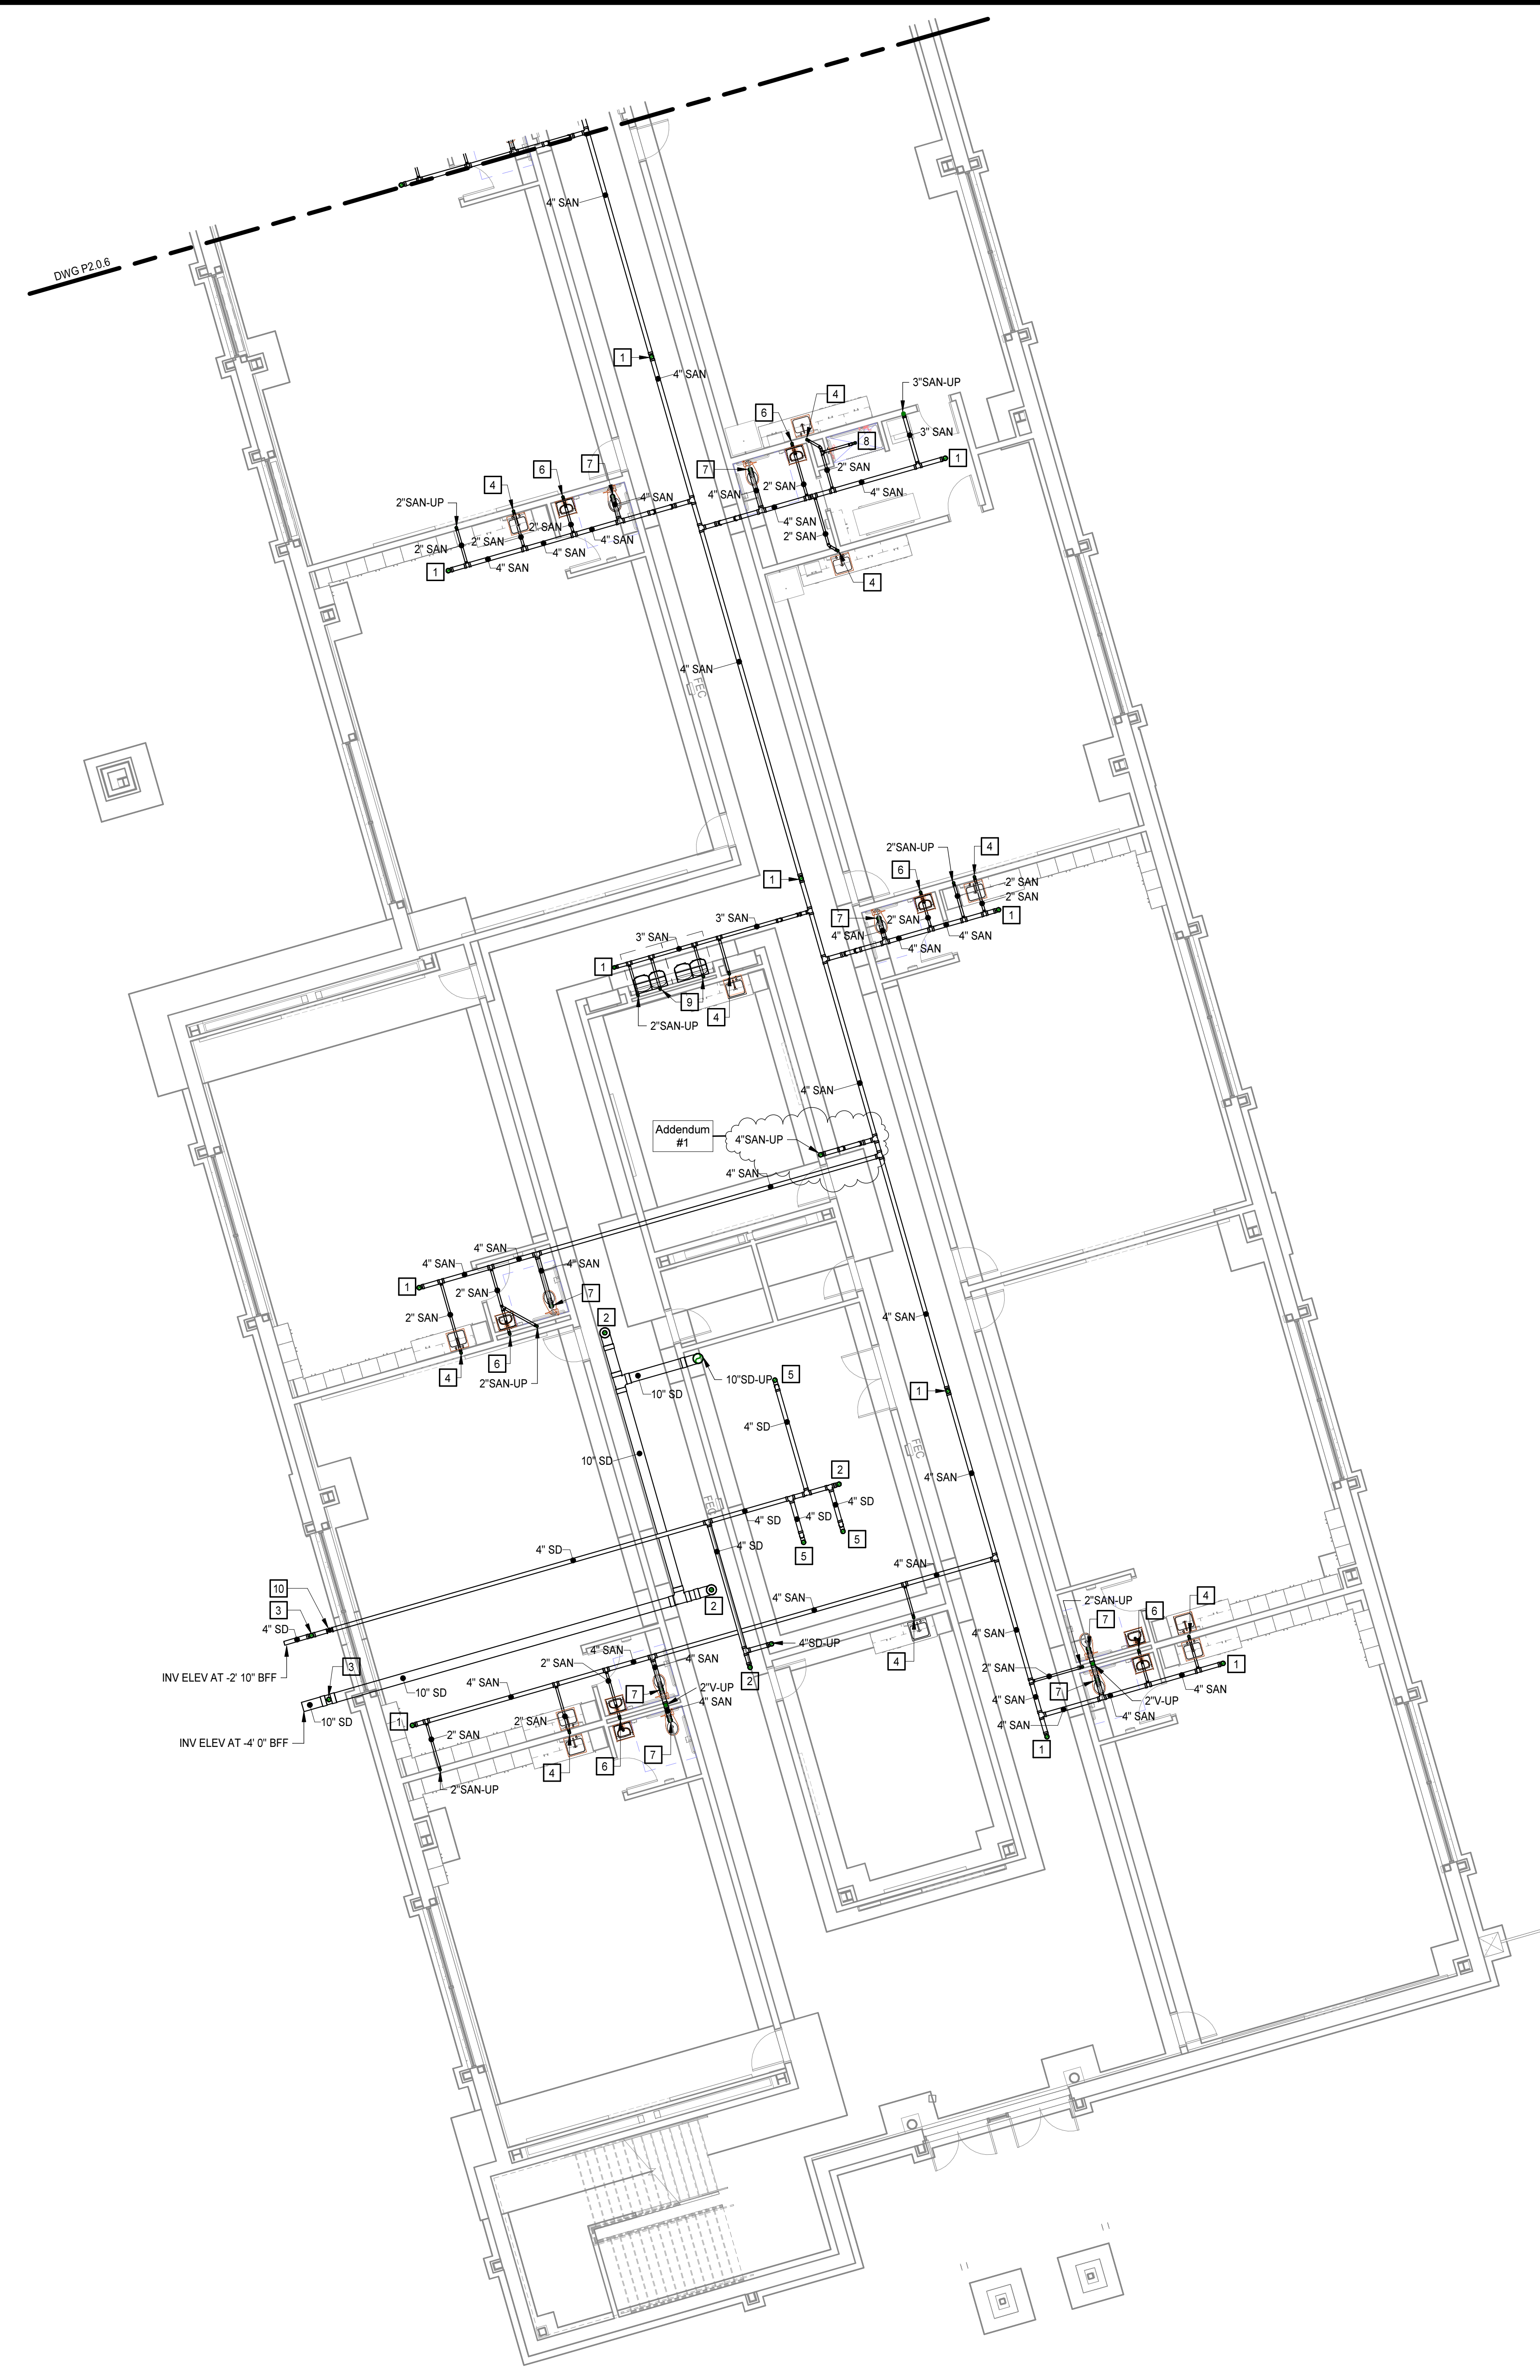 DWG P2.0.6
4" SAN
1
4" SAN
3"SAN-UP
4
6
3" SAN
8
7
1
2" SAN
2" SAN
4" SAN
4" SAN
4" SAN
2" SAN
4
7
6
4
2"SAN-UP
4" SAN
2" SAN
2" SAN
2" SAN
4" SAN
4" SAN
4" SAN
1
4" SAN
FEC
1
2"SAN-UP
4
6
2" SAN
2" SAN
7
1
2" SAN
4" SAN
4" SAN
4" SAN
3" SAN
3" SAN
1
9
4
2"SAN-UP
4" SAN
Addendum
#1
4"SAN-UP
4" SAN
4" SAN
4" SAN
4" SAN
1
2" SAN
7
2" SAN
6
4
2"SAN-UP
2
10"SD-UP
10" SD
5
4" SD
10" SD
4" SAN
1
FEC
4" SAN
2
FEC
4" SD
4" SD
4" SD
4" SD
5
5
4" SD
4" SAN
4" SAN
10
3
4" SD
INV ELEV AT -2' 10" BFF
2
4"SD-UP
2
4
4" SAN
2"SAN-UP
7
6
4
2" SAN
1
4" SAN
7
2"V-UP
4" SAN
4" SAN
4" SAN
1
3
10" SD
10" SD
INV ELEV AT -4' 0" BFF
4" SAN
4" SAN
2" SAN
4" SAN
7
2"V-UP
4" SAN
1
2" SAN
2" SAN
4
6
7
2"SAN-UP